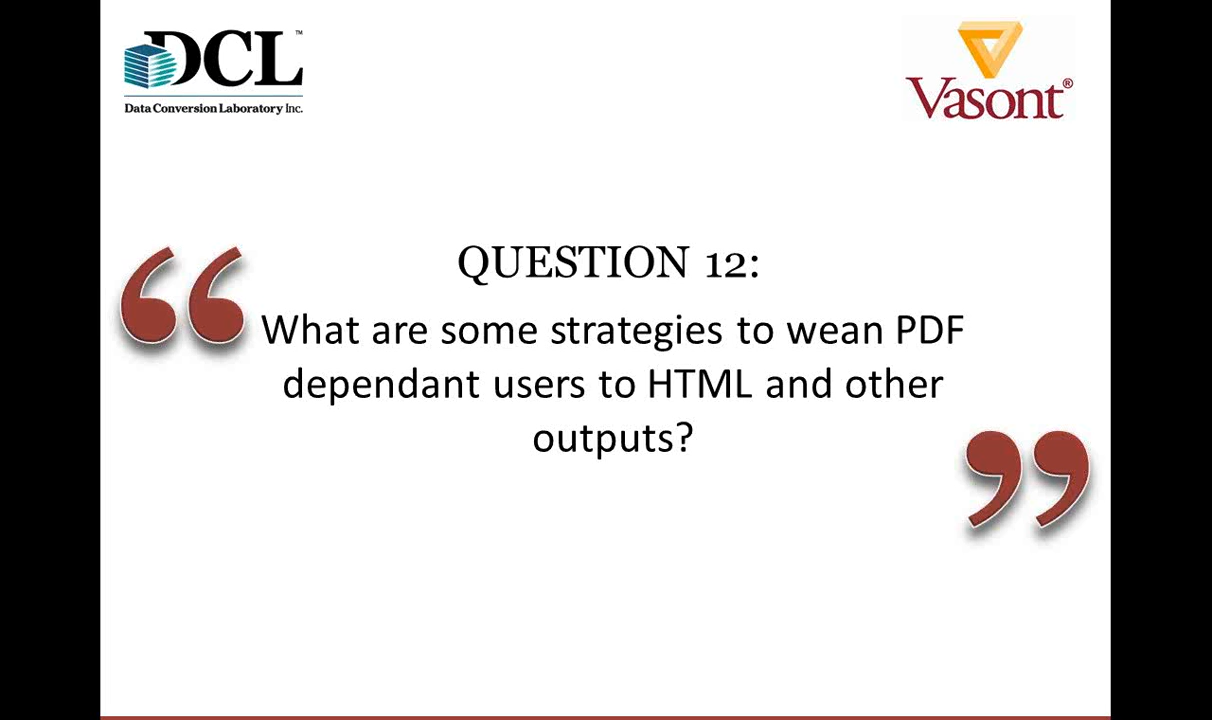 DCL™
Data Conversion Laboratory Inc.
Vasont®
“
QUESTION 12:
What are some strategies to wean PDF
dependant users to HTML and other
outputs?
”